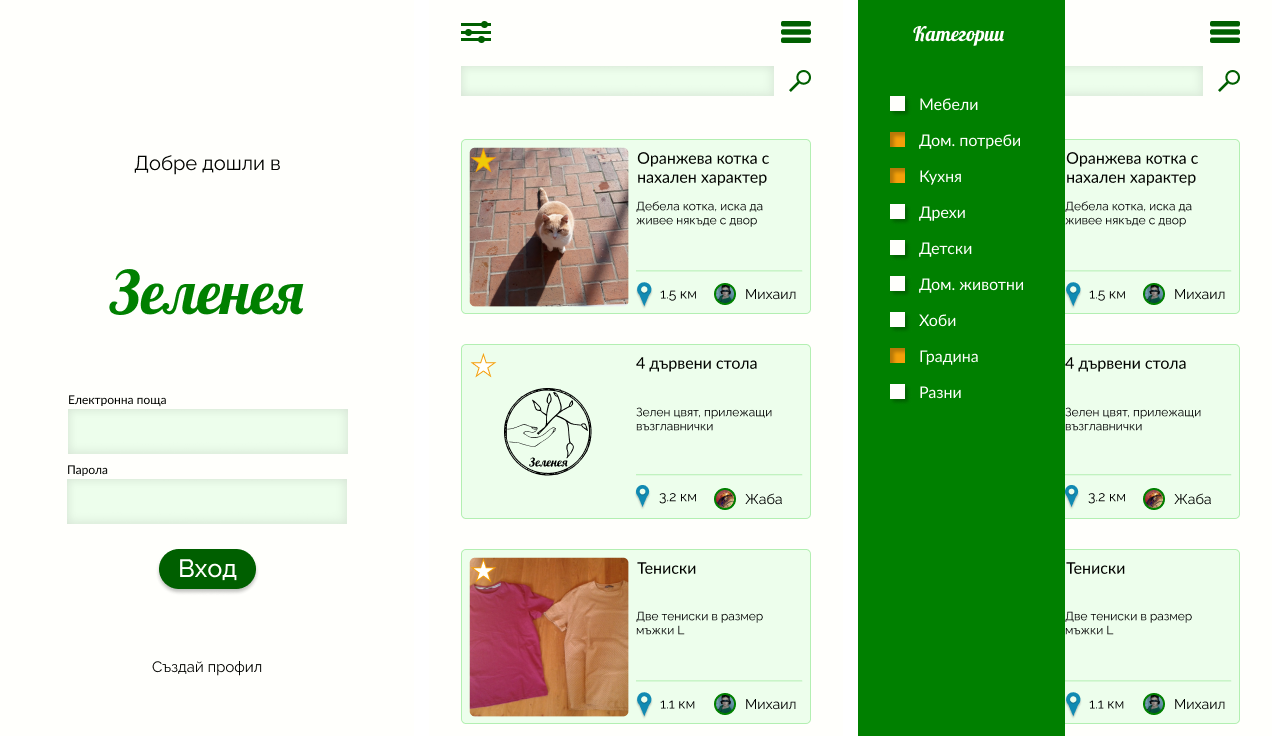 Добре дошли в
Зеленея
Електронна поща
Парола
Вход
Създай профил
Оранжева котка с
нахален характер
Дебела котка, иска да
живее някъде с двор
1.5 км
Михаил
4 дървени стола
Зелен цвят, прилежащи
възглавнички
Зеленея
3.2 км
Жаба
Тениски
Две тениски в размер
мъжки L
1.1 км
Михаил
Категории
Мебели
Дом. потреби
Кухня
Дрехи
Детски
Дом. животни
Хоби
Градина
Разни
Оранжева котка с
нахален характер
Дебела котка, иска да
живее някъде с двор
1.5 км
Михаил
4 дървени стола
Зелен цвят, прилежащи
възглавнички
3.2 км
Жаба
Тениски
Две тениски в размер
мъжки L
1.1 км
Михаил